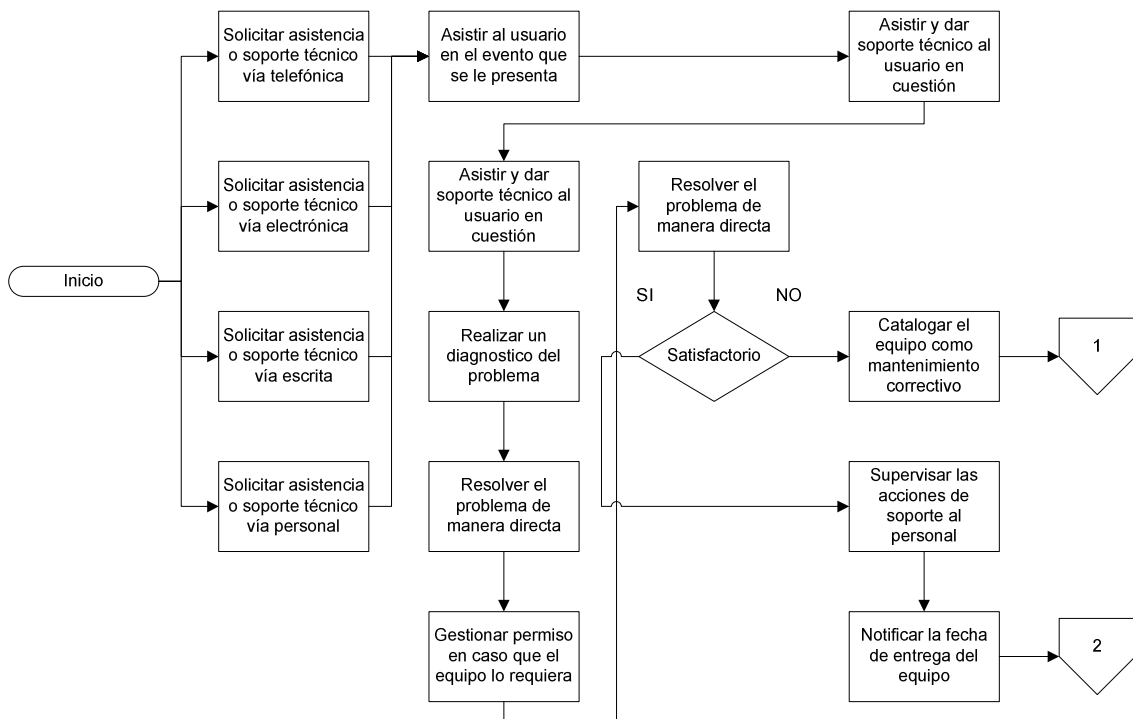 Solicitar asistencia
o soporte técnico
vía telefónica
Asistir al usuario
en el evento que
se le presenta
Asistir y dar
soporte técnico al
usuario en
cuestión
Solicitar asistencia
o soporte técnico
vía electrónica
Asistir y dar
soporte técnico al
usuario en
cuestión
Resolver el
problema de
manera directa
Inicio
SI
NO
Solicitar asistencia
o soporte técnico
vía escrita
Realizar un
diagnostico del
problema
Satisfactorio
Catalogar el
equipo como
mantenimiento
correctivo
1
Solicitar asistencia
o soporte técnico
vía personal
Resolver el
problema de
manera directa
Supervisar las
acciones de
soporte al
personal
Gestionar permiso
en caso que el
equipo lo requiera
Notificar la fecha
de entrega del
equipo
2